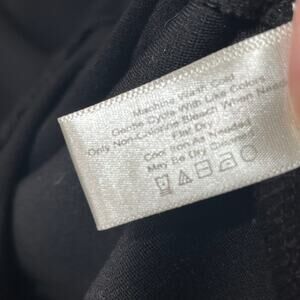 Machine Wash Cold
Gentle Cycle With Like Colors
Only Non-Chlorine Bleach When Needed
Flat Dry
Cool Iron As Needed
May Be Dry Cleaned